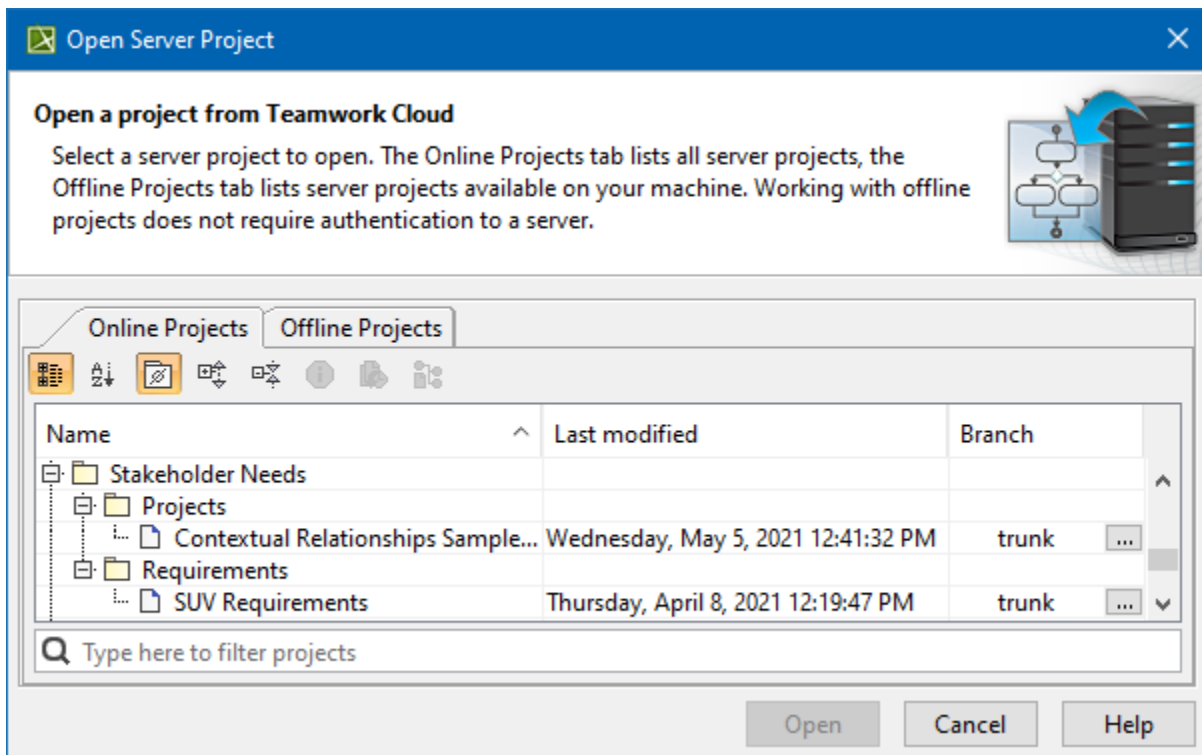 Open Server Project
Open a project from Teamwork Cloud
Select a server project to open. The Online Projects tab lists all server projects, the
Offline Projects tab lists server projects available on your machine. Working with offline
projects does not require authentication to a server.
Online Projects Offline Projects
Name Last modified Branch
Stakeholder Needs
Projects
Contextual Relationships Sample... Wednesday, May 5, 2021 12:41:32 PM trunk ...
Requirements
SUV Requirements Thursday, April 8, 2021 12:19:47 PM trunk ...
Type here to filter projects
Open Cancel Help